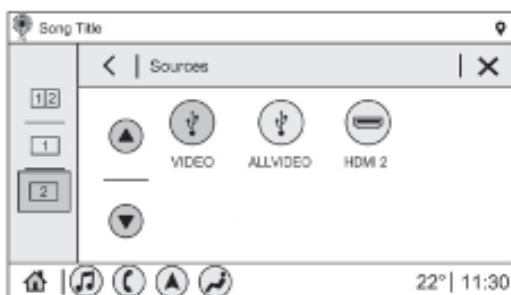 Song Title
Sources
1 2
1
2
VIDEO
ALLVIDEO
HDMI 2
22° 11:30